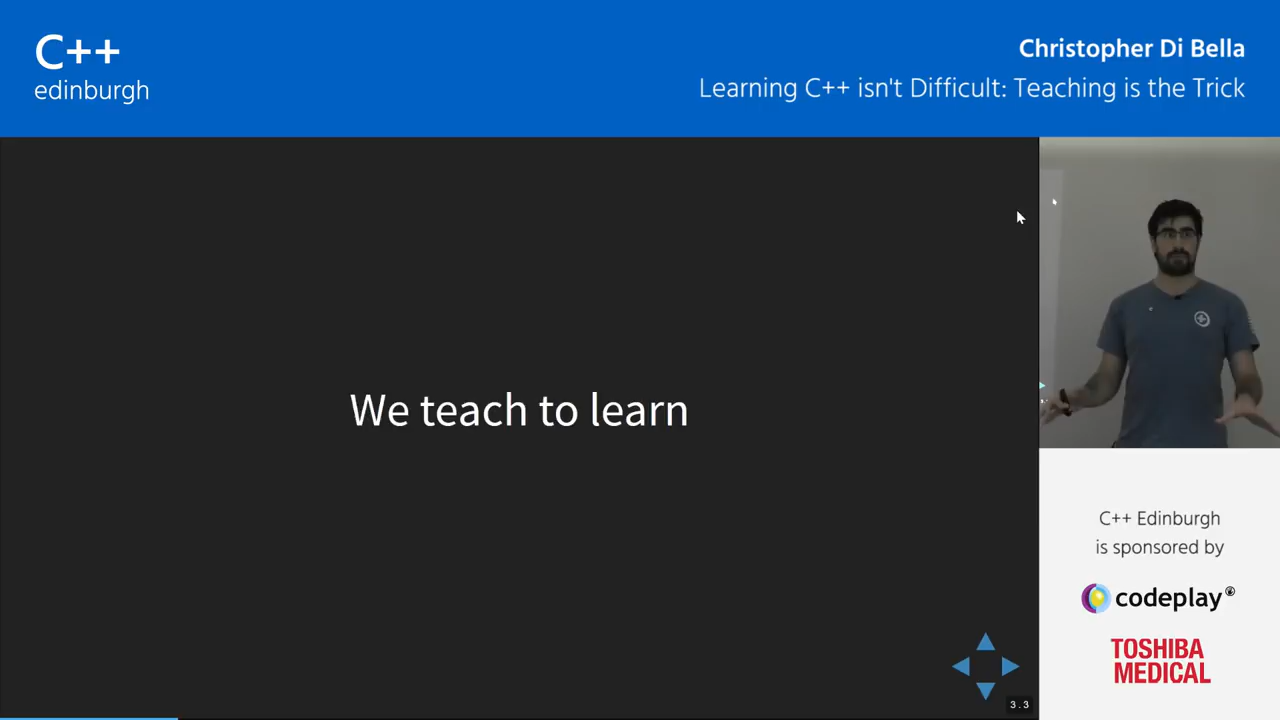 C++
edinburgh
Christopher Di Bella
Learning C++ isn't Difficult: Teaching is the Trick
We teach to learn
C++ Edinburgh
is sponsored by
codeplay®
TOSHIBA
MEDICAL
3.3